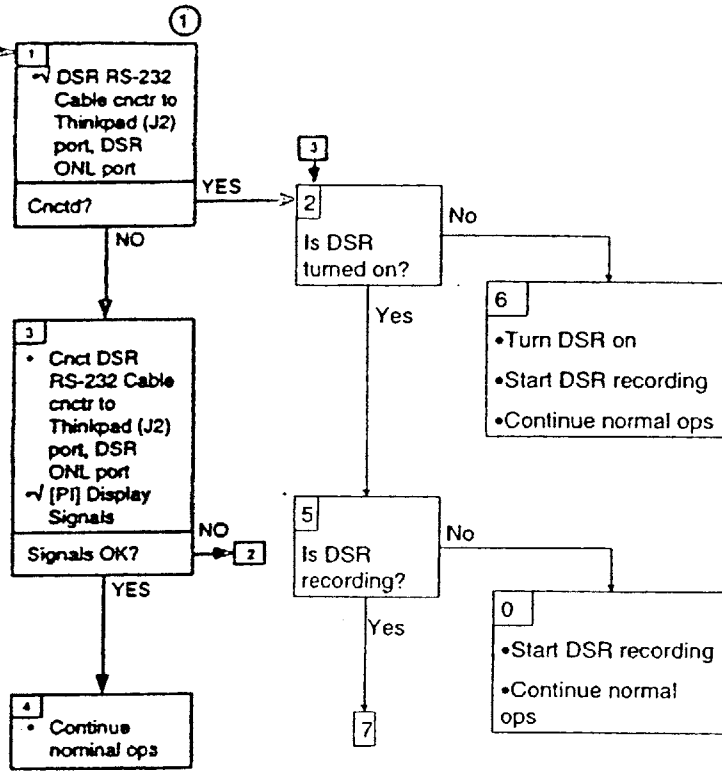 1
1
√ DSR RS-232
Cable cnctr to
Thinkpad (J2)
port, DSR
ONL port
Cnctd?
YES
NO
3
2
Is DSR
turned on?
No
Yes
6
•Turn DSR on
•Start DSR recording
•Continue normal ops
3
• Cnct DSR
RS-232 Cable
cnctr to
Thinkpad (J2)
port, DSR
ONL port
√ [PI] Display
Signals
Signals OK?
NO
2
YES
4
• Continue
nominal ops
5
Is DSR
recording?
No
Yes
7
0
•Start DSR recording
•Continue normal
ops